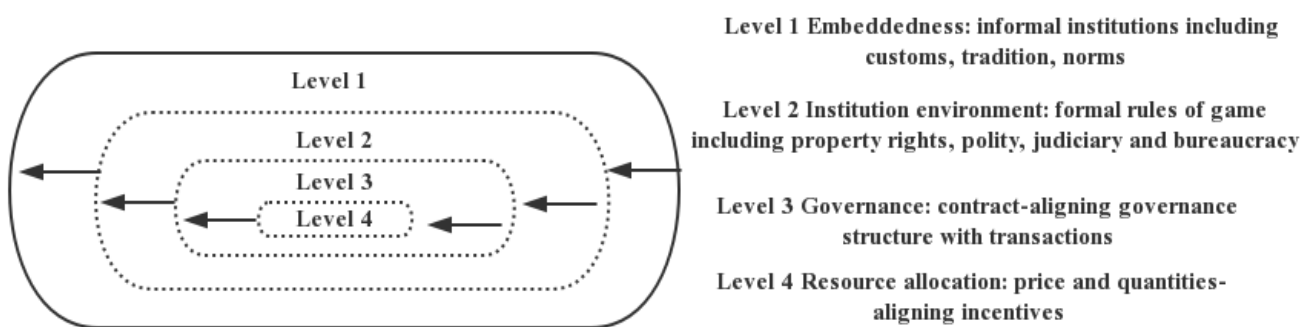 Level 1
Level 2
Level 3
Level 4
Level 1 Embeddedness: informal institutions including
customs, tradition, norms
Level 2 Institution environment: formal rules of game
including property rights, polity, judiciary and bureaucracy
Level 3 Governance: contract-aligning governance
structure with transactions
Level 4 Resource allocation: price and quantities-
aligning incentives